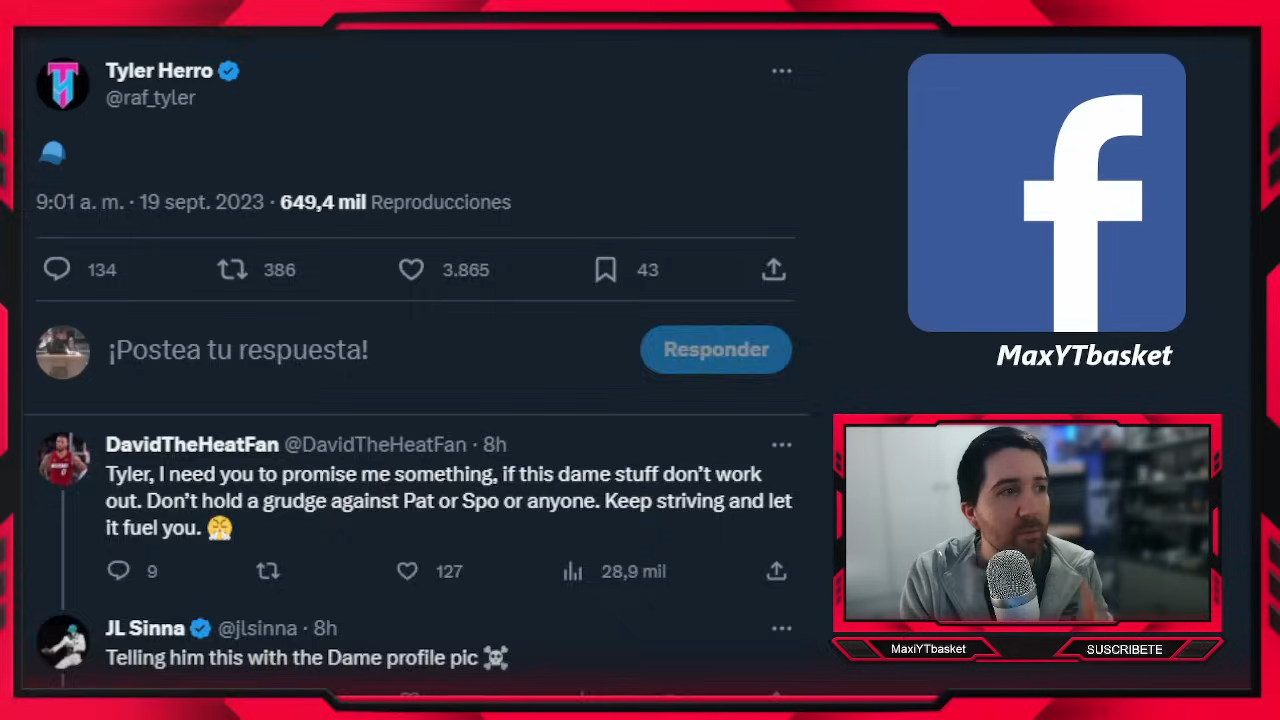 Tyler Herro
@raf_tyler
🧢
9:01 a. m. · 19 sept. 2023 · 649,4 mil Reproducciones
134 386 3.865 43
¡Postea tu respuesta!
Responder
DavidTheHeatFan @DavidTheHeatFan · 8h
Tyler, I need you to promise me something, if this dame stuff don’t work
out. Don’t hold a grudge against Pat or Spo or anyone. Keep striving and let
it fuel you. 😤
9 127 28,9 mil
JL Sinna @jlsinna · 8h
Telling him this with the Dame profile pic ☠️
MaxYTbasket
MaxiYTbasket
SUSCRIBETE